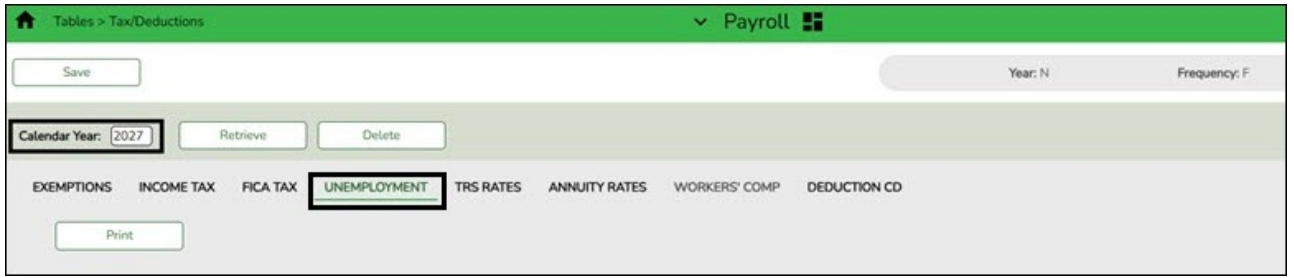 Tables > Tax/Deductions
Payroll
Save
Year: N
Frequency: F
Calendar Year: 2027
Retrieve
Delete
EXEMPTIONS INCOME TAX FICA TAX UNEMPLOYMENT TRS RATES ANNUITY RATES WORKERS' COMP DEDUCTION CD
Print